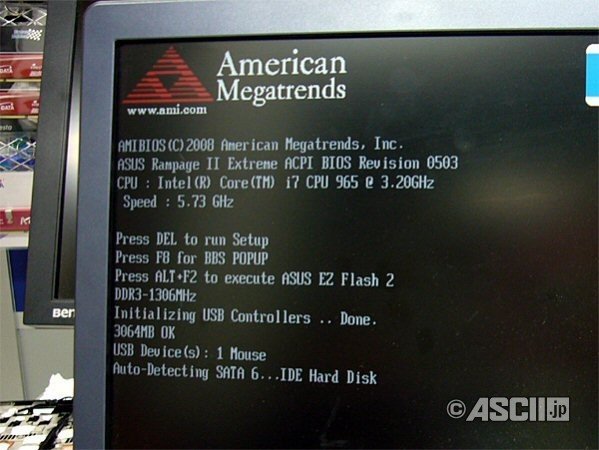 American
Megatrends
www.ami.com
AMIBIOS(C)2008 American Megatrends, Inc.
ASUS Rampage II Extreme ACPI BIOS Revision 0503
CPU : Intel(R) Core(TM) i7 CPU 965 @ 3.20GHz
Speed : 5.73 GHz
Press DEL to run Setup
Press F8 for BBS POPUP
Press ALT+F2 to execute ASUS EZ Flash 2
DDR3-1306MHz
Initializing USB Controllers .. Done.
3064MB OK
USB Device(s): 1 Mouse
Auto-Detecting SATA 6...IDE Hard Disk
Ben
©ASCII.jp